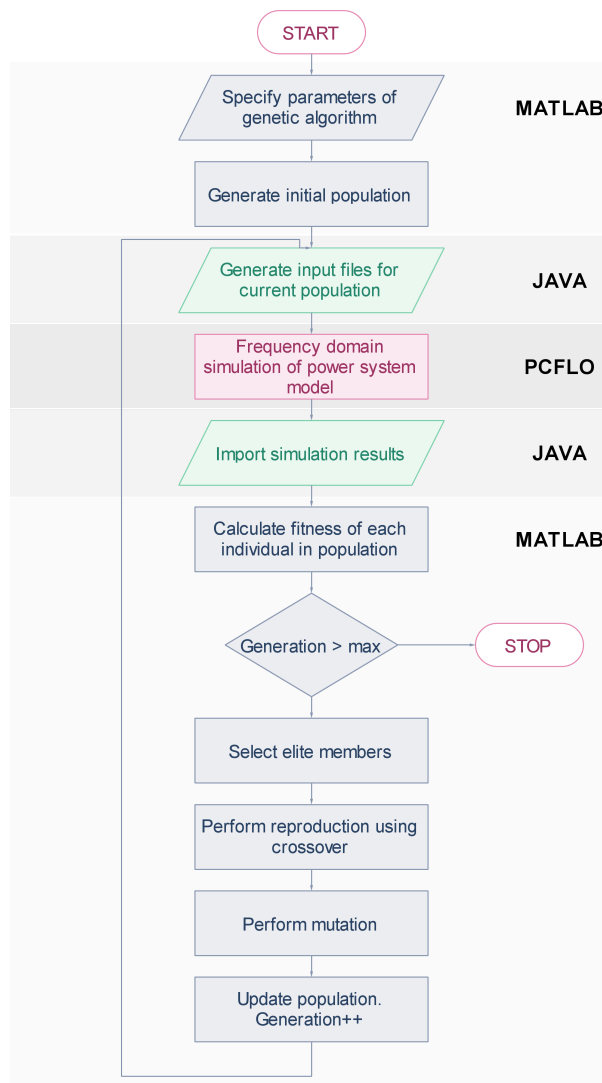 START
Specify parameters of
genetic algorithm
MATLAB
Generate initial population
Generate input files for
current population
JAVA
Frequency domain
simulation of power system
model
PCFLO
Import simulation results
JAVA
Calculate fitness of each
individual in population
MATLAB
Generation > max
STOP
Select elite members
Perform reproduction using
crossover
Perform mutation
Update population.
Generation++